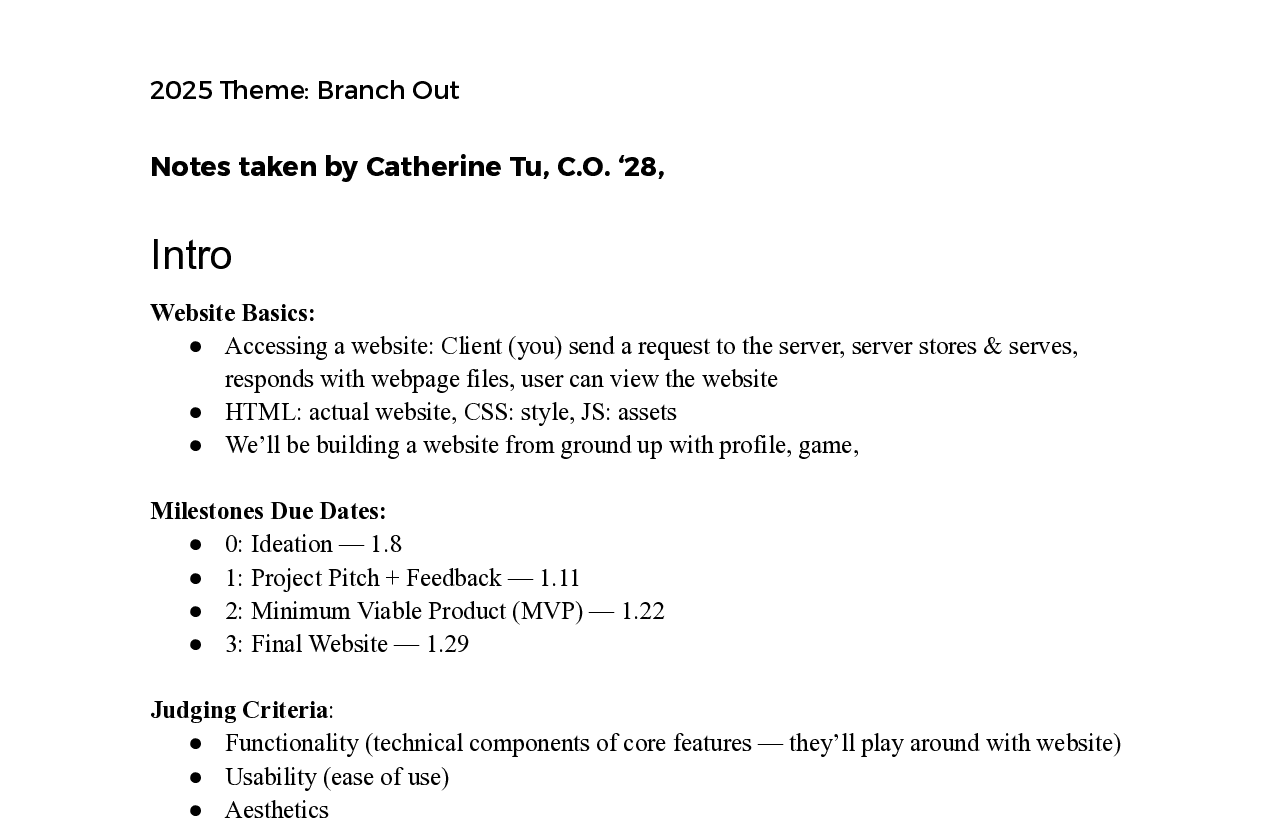 2025 Theme: Branch Out
Notes taken by Catherine Tu, C.O. ‘28,
Intro
Website Basics:
● Accessing a website: Client (you) send a request to the server, server stores & serves,
responds with webpage files, user can view the website
● HTML: actual website, CSS: style, JS: assets
● We’ll be building a website from ground up with profile, game,
Milestones Due Dates:
● 0: Ideation — 1.8
● 1: Project Pitch + Feedback — 1.11
● 2: Minimum Viable Product (MVP) — 1.22
● 3: Final Website — 1.29
Judging Criteria:
● Functionality (technical components of core features — they’ll play around with website)
● Usability (ease of use)
● Aesthetics